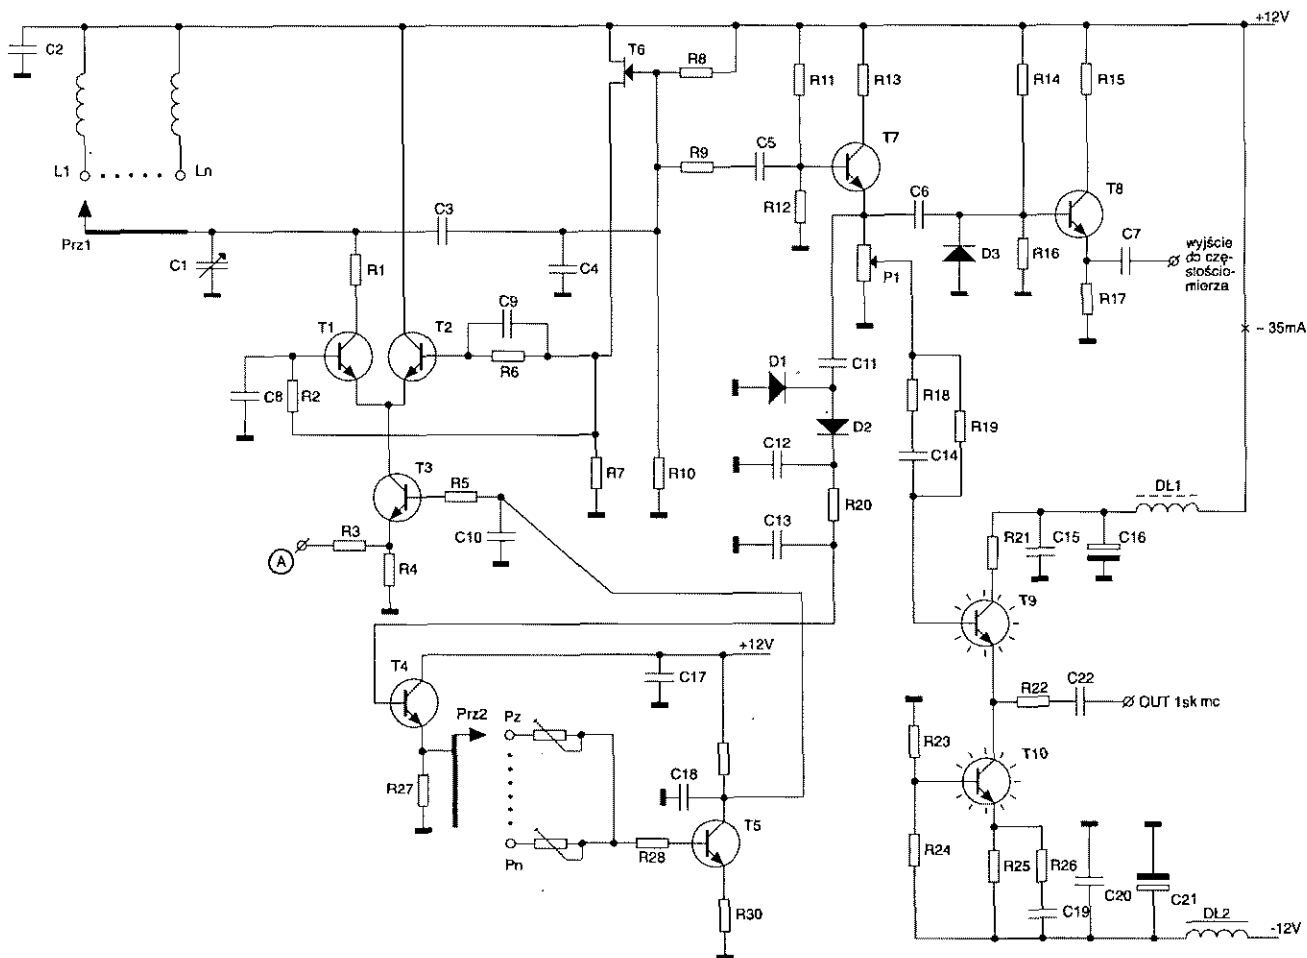 +12V
C2
T6
R8
R11
R13
R14
R15
L1
Ln
R9
C5
T7
R12
C6
T8
Prz1
C3
C1
R1
C4
P1
D3
R16
C7
wyjście
do czę-
stościo-
mierza
R17
T1
T2
C9
R6
~ 35mA
C8
R2
D1
C11
R18
D2
R19
C12
C14
T3
R5
R7
R10
R20
DŁ1
C10
C13
R3
R4
A
R21
C15
C16
T9
+12V
T4
C17
Prz2
Pz
R22
C22
OUT 1sk mc
R23
T10
R27
C18
T5
Pn
R28
R24
R25
R26
C20
C21
C19
R30
DŁ2
-12V